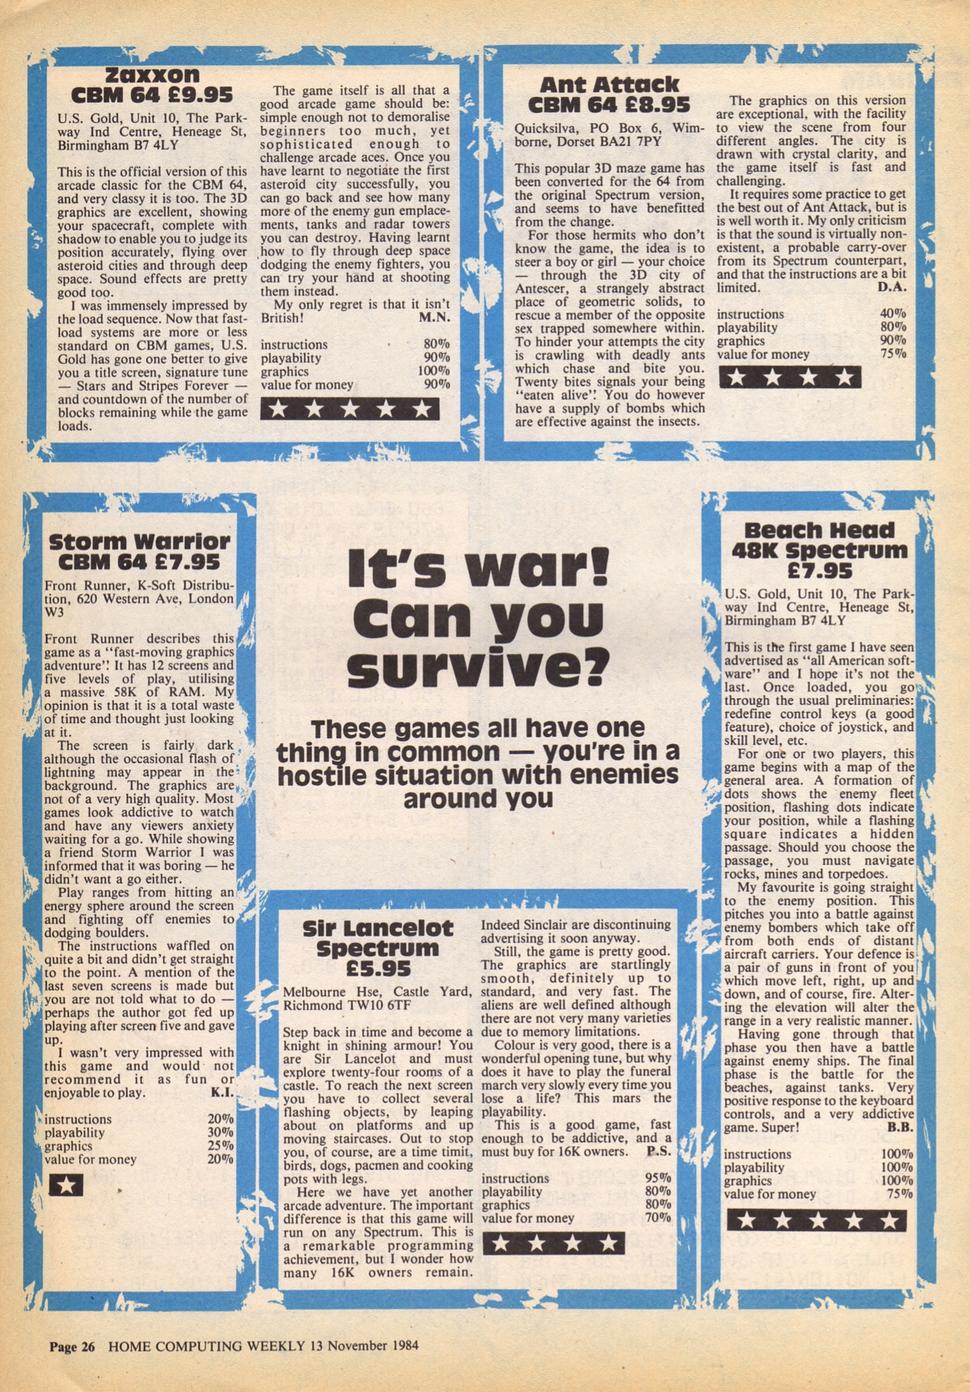 Zaxxon
CBM 64 £9.95
U.S. Gold, Unit 10, The Park-
way Ind Centre, Heneage St,
Birmingham B7 4LY
This is the official version of this
arcade classic for the CBM 64,
and very classy it is too. The 3D
graphics are excellent, showing
your spacecraft, complete with
shadow to enable you to judge its
position accurately, flying over
asteroid cities and through deep
space. Sound effects are pretty
good too.
I was immensely impressed by
the load sequence. Now that fast-
load systems are more or less
standard on CBM games, U.S.
Gold has gone one better to give
you a title screen, signature tune
— Stars and Stripes Forever —
and countdown of the number of
blocks remaining while the game
loads.
The game itself is all that a
good arcade game should be:
simple enough not to demoralise
beginners too much, yet
sophisticated enough to
challenge arcade aces. Once you
have learnt to negotiate the first
asteroid city successfully, you
can go back and see how many
more of the enemy gun emplace-
ments, tanks and radar towers
you can destroy. Having learnt
how to fly through deep space
dodging the enemy fighters, you
can try your hand at shooting
them instead.
My only regret is that it isn't
British! M.N.
instructions 80%
playability 90%
graphics 100%
value for money 90%
Ant Attack
CBM 64 £8.95
Quicksilva, PO Box 6, Wim-
borne, Dorset BA21 7PY
This popular 3D maze game has
been converted for the 64 from
the original Spectrum version,
and seems to have benefitted
from the change.
For those hermits who don't
know the game, the idea is to
steer a boy or girl — your choice
— through the 3D city of
Antescer, a strangely abstract
place of geometric solids, to
rescue a member of the opposite
sex trapped somewhere within.
To hinder your attempts the city
is crawling with deadly ants
which chase and bite you.
Twenty bites signals your being
"eaten alive"! You do however
have a supply of bombs which
are effective against the insects.
The graphics on this version
are exceptional, with the facility
to view the scene from four
different angles. The city is
drawn with crystal clarity, and
the game itself is fast and
challenging.
It requires some practice to get
the best out of Ant Attack, but is
is well worth it. My only criticism
is that the sound is virtually non-
existent, a probable carry-over
from its Spectrum counterpart,
and that the instructions are a bit
limited. D.A.
instructions 40%
playability 80%
graphics 90%
value for money 75%
Storm Warrior
CBM 64 £7.95
Front Runner, K-Soft Distribu-
tion, 620 Western Ave, London
W3
Front Runner describes this
game as a "fast-moving graphics
adventure"! It has 12 screens and
five levels of play, utilising
a massive 58K of RAM. My
opinion is that it is a total waste
of time and thought just looking
at it.
The screen is fairly dark
although the occasional flash of
lightning may appear in the
background. The graphics are
not of a very high quality. Most
games look addictive to watch
and have any viewers anxiety
waiting for a go. While showing
a friend Storm Warrior I was
informed that it was boring — he
didn't want a go either.
Play ranges from hitting an
energy sphere around the screen
and fighting off enemies to
dodging boulders.
The instructions waffled on
quite a bit and didn't get straight
to the point. A mention of the
last seven screens is made but
you are not told what to do —
perhaps the author got fed up
playing after screen five and gave
up.
I wasn't very impressed with
this game and would not
recommend it as fun or
enjoyable to play. K.I.
instructions 20%
playability 30%
graphics 25%
value for money 20%
It's war!
Can you
survive?
These games all have one
thing in common — you're in a
hostile situation with enemies
around you
Sir Lancelot
Spectrum
£5.95
Melbourne Hse, Castle Yard,
Richmond TW10 6TF
Step back in time and become a
knight in shining armour! You
are Sir Lancelot and must
explore twenty-four rooms of a
castle. To reach the next screen
you have to collect several
flashing objects, by leaping
about on platforms and up
moving staircases. Out to stop
you, of course, are a time timit,
birds, dogs, pacmen and cooking
pots with legs.
Here we have yet another
arcade adventure. The important
difference is that this game will
run on any Spectrum. This is
a remarkable programming
achievement, but I wonder how
many 16K owners remain.
Indeed Sinclair are discontinuing
advertising it soon anyway.
Still, the game is pretty good.
The graphics are startlingly
smooth, definitely up to
standard, and very fast. The
aliens are well defined although
there are not very many varieties
due to memory limitations.
Colour is very good, there is a
wonderful opening tune, but why
does it have to play the funeral
march very slowly every time you
lose a life? This mars the
playability.
This is a good game, fast
enough to be addictive, and a
must buy for 16K owners. P.S.
instructions 95%
playability 80%
graphics 80%
value for money 70%
Beach Head
48K Spectrum
£7.95
U.S. Gold, Unit 10, The Park-
way Ind Centre, Heneage St,
Birmingham B7 4LY
This is the first game I have seen
advertised as "all American soft-
ware" and I hope it's not the
last. Once loaded, you go
through the usual preliminaries:
redefine control keys (a good
feature), choice of joystick, and
skill level, etc.
For one or two players, this
game begins with a map of the
general area. A formation of
dots shows the enemy fleet
position, flashing dots indicate
your position, while a flashing
square indicates a hidden
passage. Should you choose the
passage, you must navigate
rocks, mines and torpedoes.
My favourite is going straight
to the enemy position. This
pitches you into a battle against
enemy bombers which take off
from both ends of distant
aircraft carriers. Your defence is
a pair of guns in front of you
which move left, right, up and
down, and of course, fire. Alter-
ing the elevation will alter the
range in a very realistic manner.
Having gone through that
phase you then have a battle
against enemy ships. The final
phase is the battle for the
beaches, against tanks. Very
positive response to the keyboard
controls, and a very addictive
game. Super! B.B.
instructions 100%
playability 100%
graphics 100%
value for money 75%
Page 26 HOME COMPUTING WEEKLY 13 November 1984